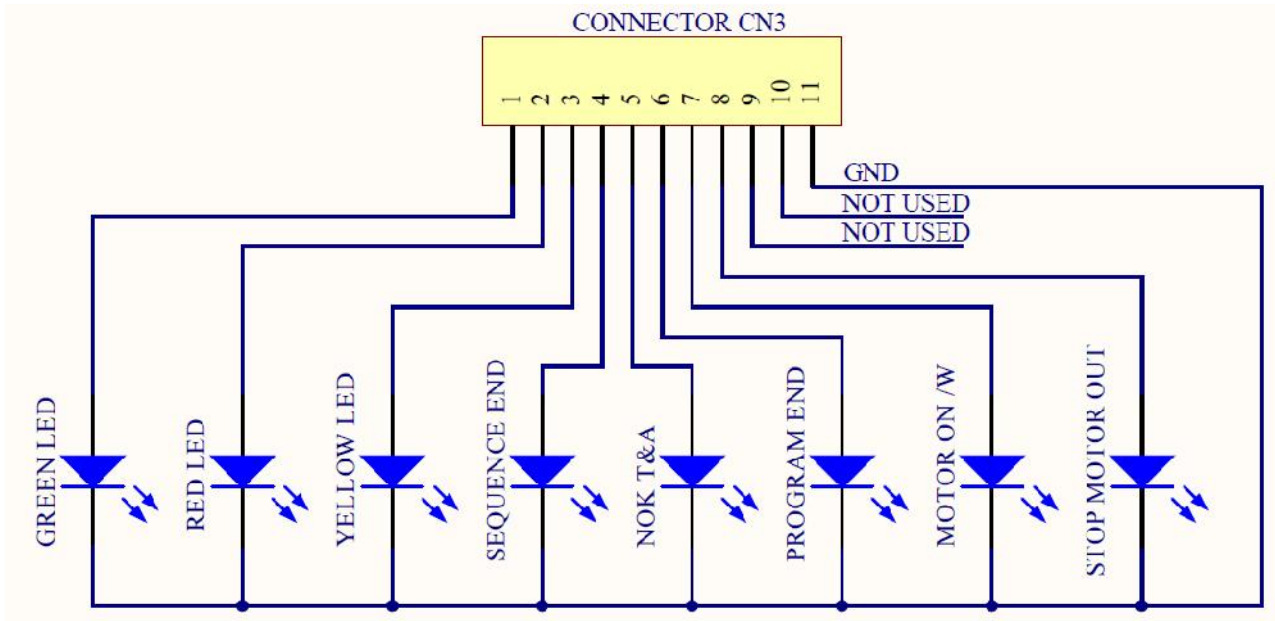 CONNECTOR CN3
1 2 3 4 5 6 7 8 9 10 11
GND
NOT USED
NOT USED
GREEN LED
RED LED
YELLOW LED
SEQUENCE END
NOK T&A
PROGRAM END
MOTOR ON /W
STOP MOTOR OUT